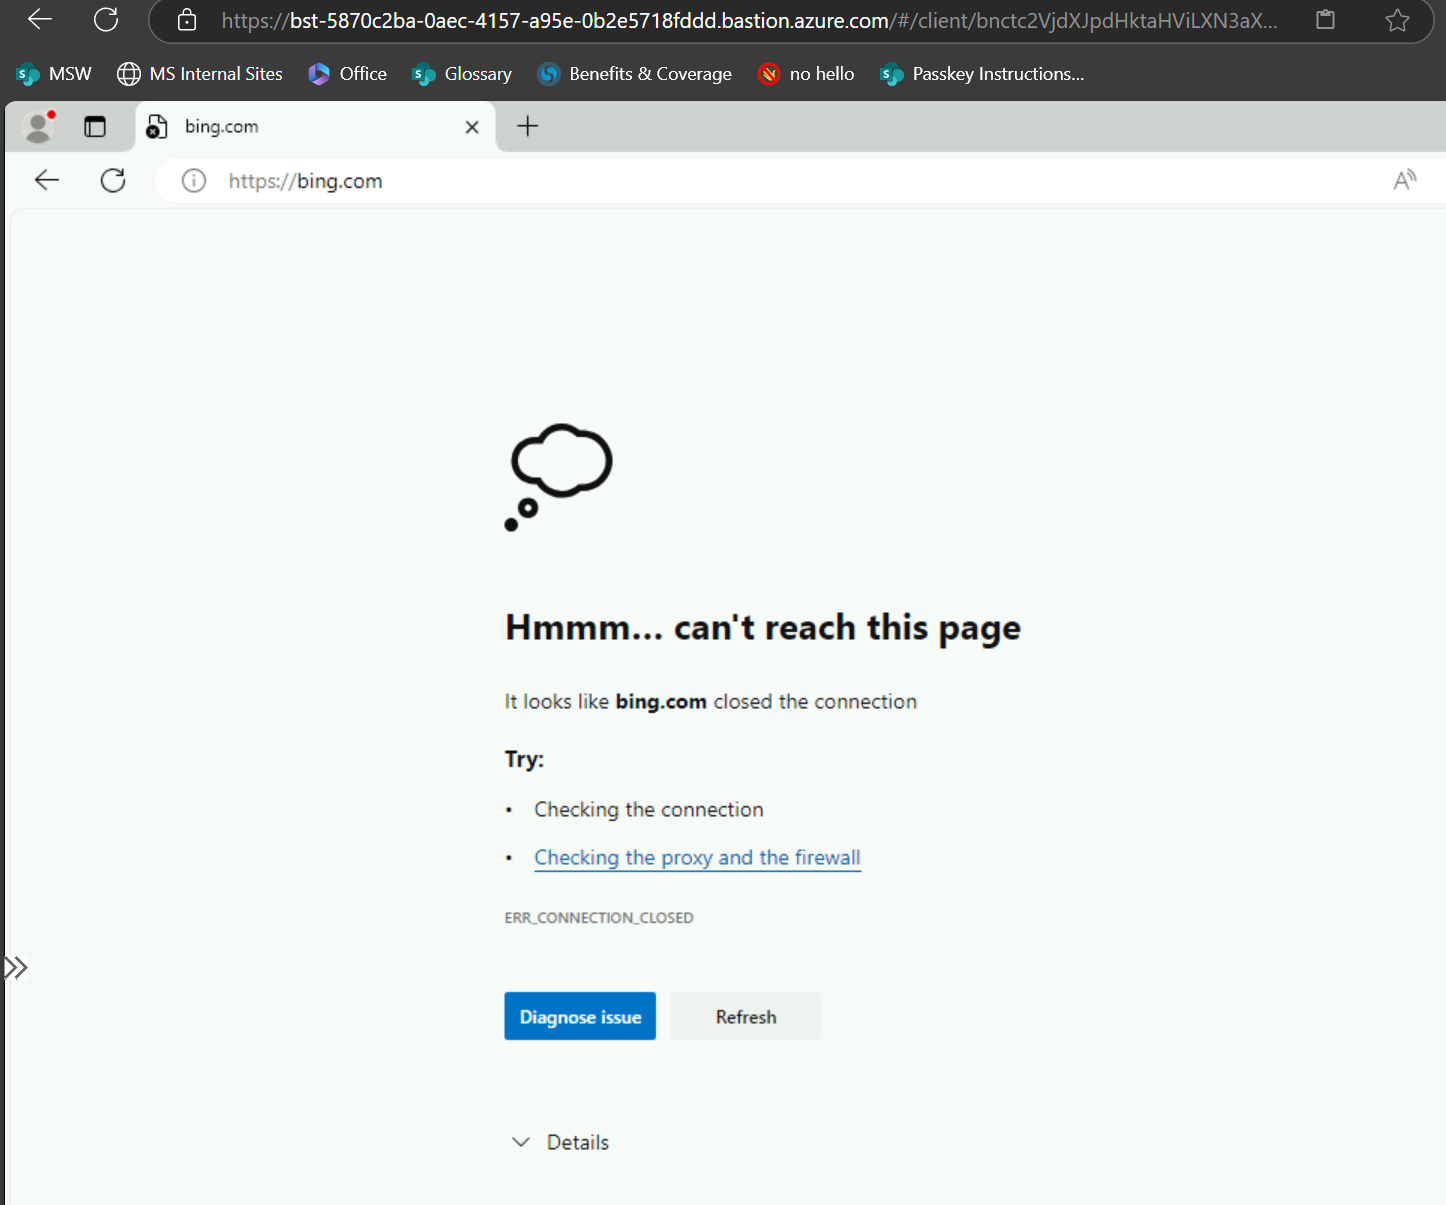 https://bst-5870c2ba-0aec-4157-a95e-0b2e5718fddd.bastion.azure.com/#/client/bnctc2VjdXJpdHktaHViLXN3aX...
MSW MS Internal Sites Office Glossary Benefits & Coverage no hello Passkey Instructions...
bing.com
https://bing.com
Hmmm... can't reach this page
It looks like bing.com closed the connection
Try:
• Checking the connection
• Checking the proxy and the firewall
ERR_CONNECTION_CLOSED
Diagnose issue Refresh
Details